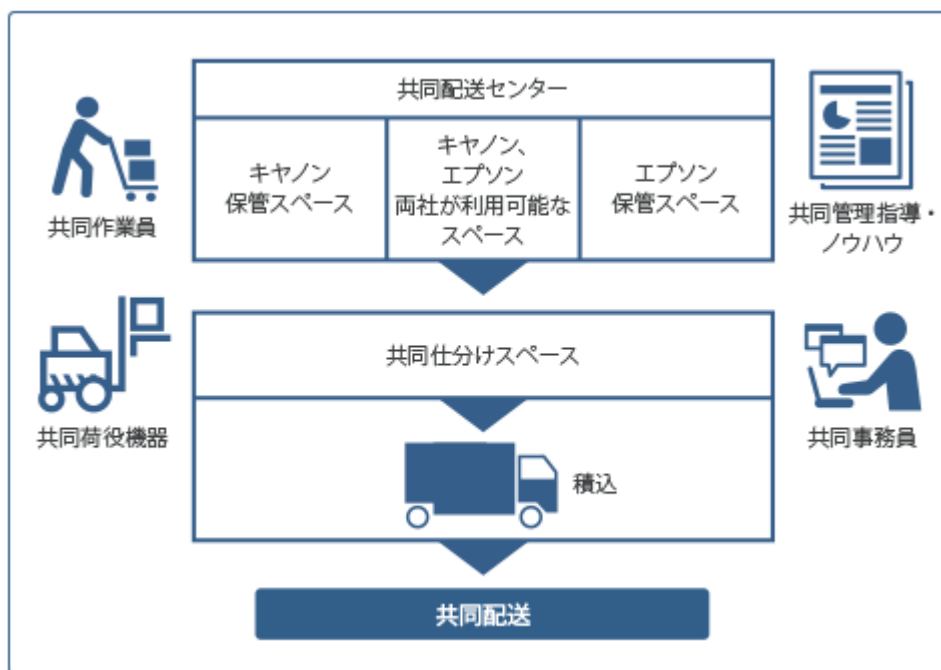 共同配送センター
共同作業員
キヤノン
保管スペース
キヤノン、
エプソン
両社が利用可能な
スペース
エプソン
保管スペース
共同管理指導・
ノウハウ
共同荷役機器
共同仕分けスペース
積込
共同事務員
共同配送